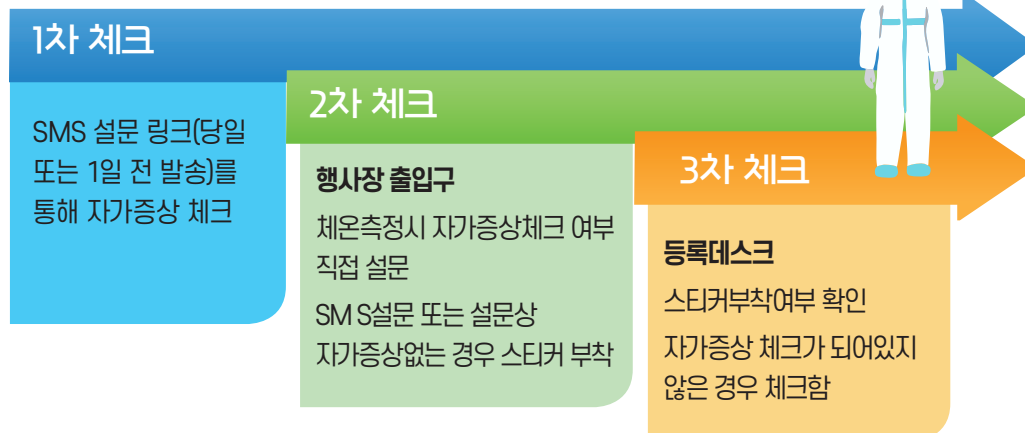 1차 체크
SMS 설문 링크(당일
또는 1일 전 발송)를
통해 자가증상 체크
2차 체크
행사장 출입구
체온측정시 자가증상체크 여부
직접 설문
SM S설문 또는 설문상
자가증상없는 경우 스티커 부착
3차 체크
등록데스크
스티커부착여부 확인
자가증상 체크가 되어있지
않은 경우 체크함